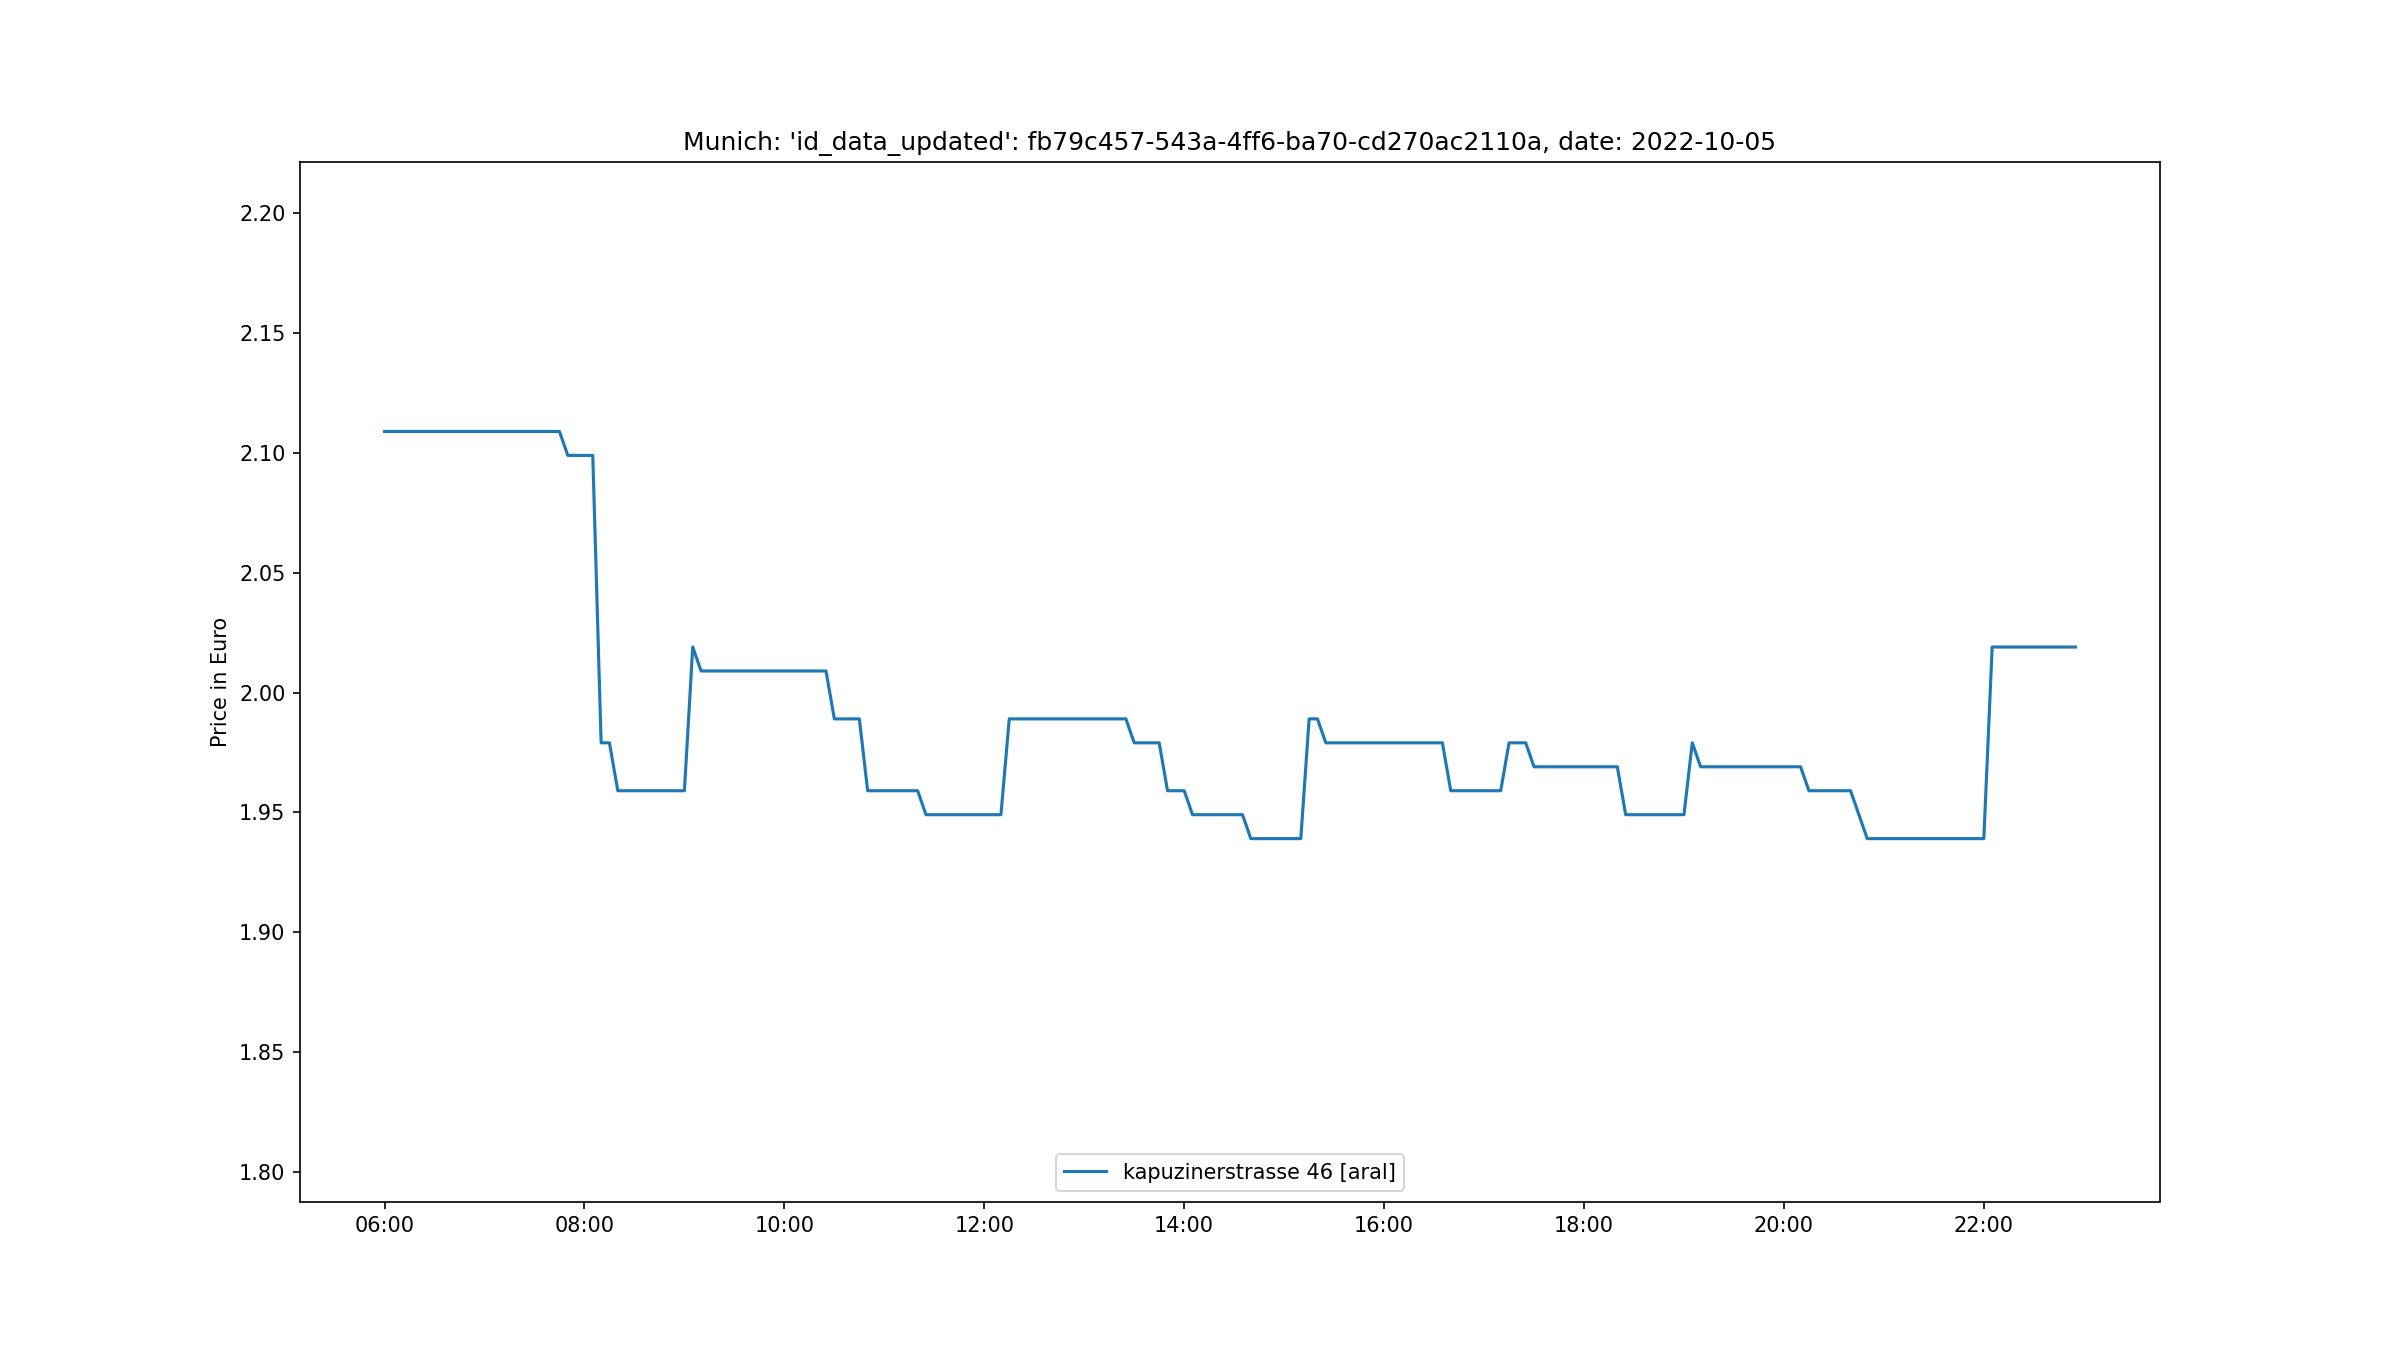 Munich: 'id_data_updated': fb79c457-543a-4ff6-ba70-cd270ac2110a, date: 2022-10-05
2.20
2.15
2.10
2.05
2.00
1.95
1.90
1.85
1.80
Price in Euro
kapuzinerstrasse 46 [aral]
06:00 08:00 10:00 12:00 14:00 16:00 18:00 20:00 22:00